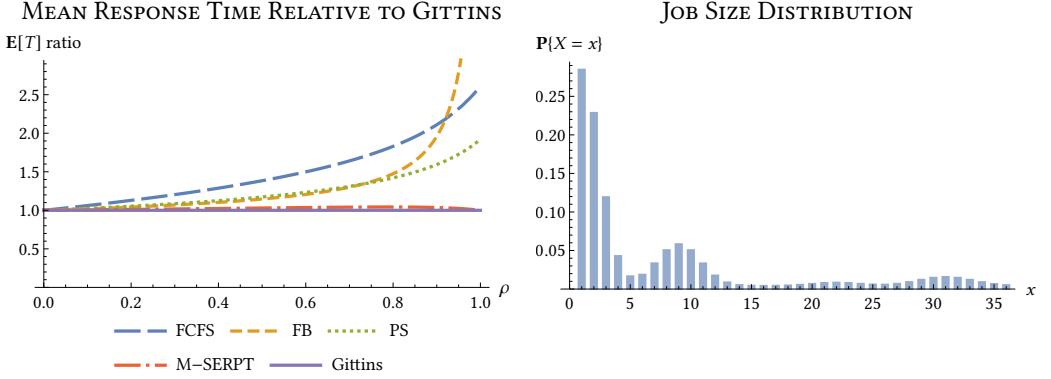 Mean Response Time Relative to Gittins
E[T] ratio
2.5
2.0
1.5
1.0
0.5
0.0 0.2 0.4 0.6 0.8 1.0 ρ
FCFS FB PS
M–SERPT Gittins
Job Size Distribution
P{X = x}
0.25
0.20
0.15
0.10
0.05
0 5 10 15 20 25 30 35 x